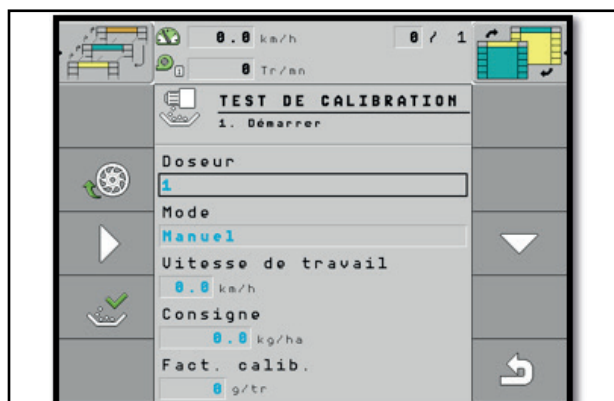 0.0 km/h
0 / 1
1
0 Tr/mn
TEST DE CALIBRATION
1. Démarrer
Doseur
1
Mode
Manuel
Vitesse de travail
0.0 km/h
Consigne
0.0 kg/ha
Fact. calib.
0 g/tr